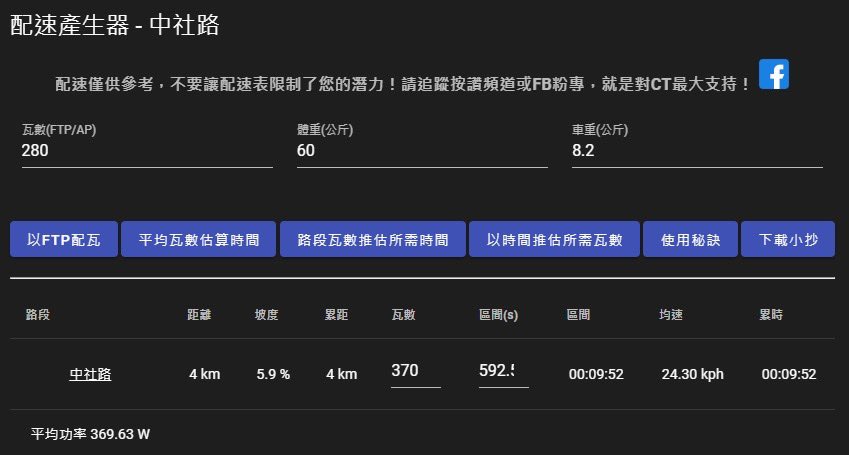 配速產生器 - 中社路
配速僅供參考，不要讓配速表限制了您的潛力！請追蹤按讚頻道或FB粉專，就是對CT最大支持！
瓦數(FTP/AP) 體重(公斤) 車重(公斤)
280 60 8.2
以FTP配瓦 平均瓦數估算時間 路段瓦數推估所需時間 以時間推估所需瓦數 使用秘訣 下載小抄
路段 距離 坡度 累距 瓦數 區間(s) 區間 均速 累時
中社路 4 km 5.9 % 4 km 370 592. 00:09:52 24.30 kph 00:09:52
平均功率 369.63 W